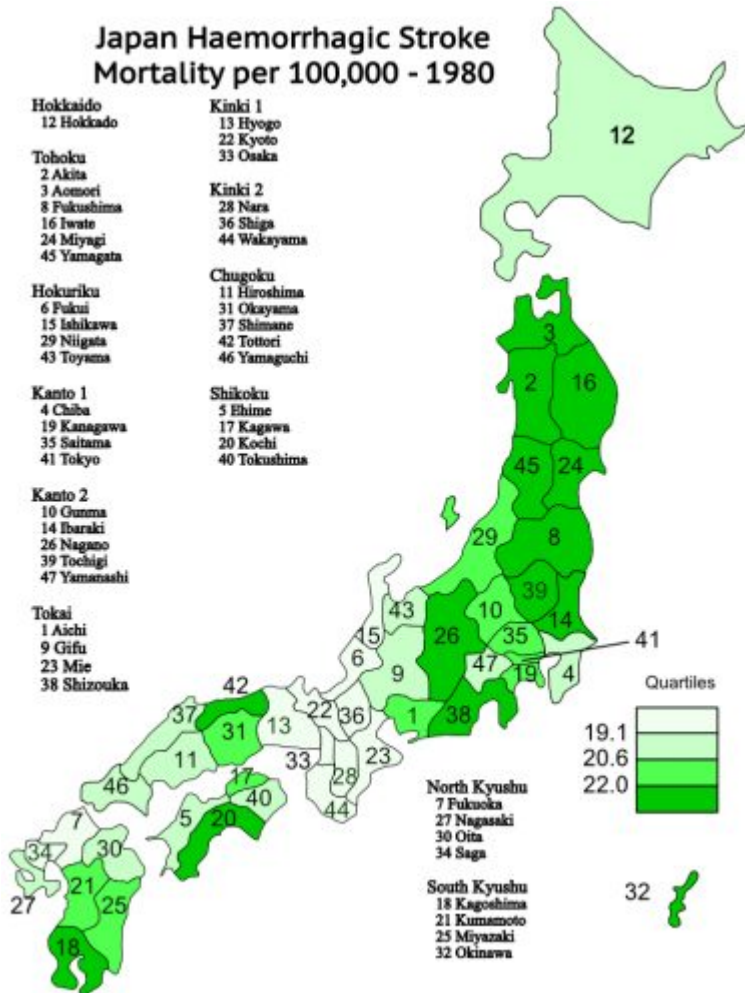 Japan Haemorrhagic Stroke
Mortality per 100,000 - 1980
Hokkaido
12 Hokkado
Tohoku
2 Akita
3 Aomori
8 Fukushima
16 Iwate
24 Miyagi
45 Yamagata
Hokuriku
6 Fukui
15 Ishikawa
29 Niigata
43 Toyama
Kanto 1
4 Chiba
19 Kanagawa
35 Saitama
41 Tokyo
Kanto 2
10 Gunma
14 Ibaraki
26 Nagano
39 Tochigi
47 Yamanashi
Tokai
1 Aichi
9 Gifu
23 Mie
38 Shizouka
Kinki 1
13 Hyogo
22 Kyoto
33 Osaka
Kinki 2
28 Nara
36 Shiga
44 Wakayama
Chugoku
11 Hiroshima
31 Okayama
37 Shimane
42 Tottori
46 Yamaguchi
Shikoku
5 Ehime
17 Kagawa
20 Kochi
40 Tokushima
12
3
2
16
45
24
29
8
39
14
10
35
41
43
26
15
6
9
47
19
4
42
37
31
13
22
36
1
38
11
33
23
28
46
17
40
44
5
20
7
34
30
27
21
25
18
32
Quartiles
19.1
20.6
22.0
North Kyushu
7 Fukuoka
27 Nagasaki
30 Oita
34 Saga
South Kyushu
18 Kagoshima
21 Kumamoto
25 Miyazaki
32 Okinawa